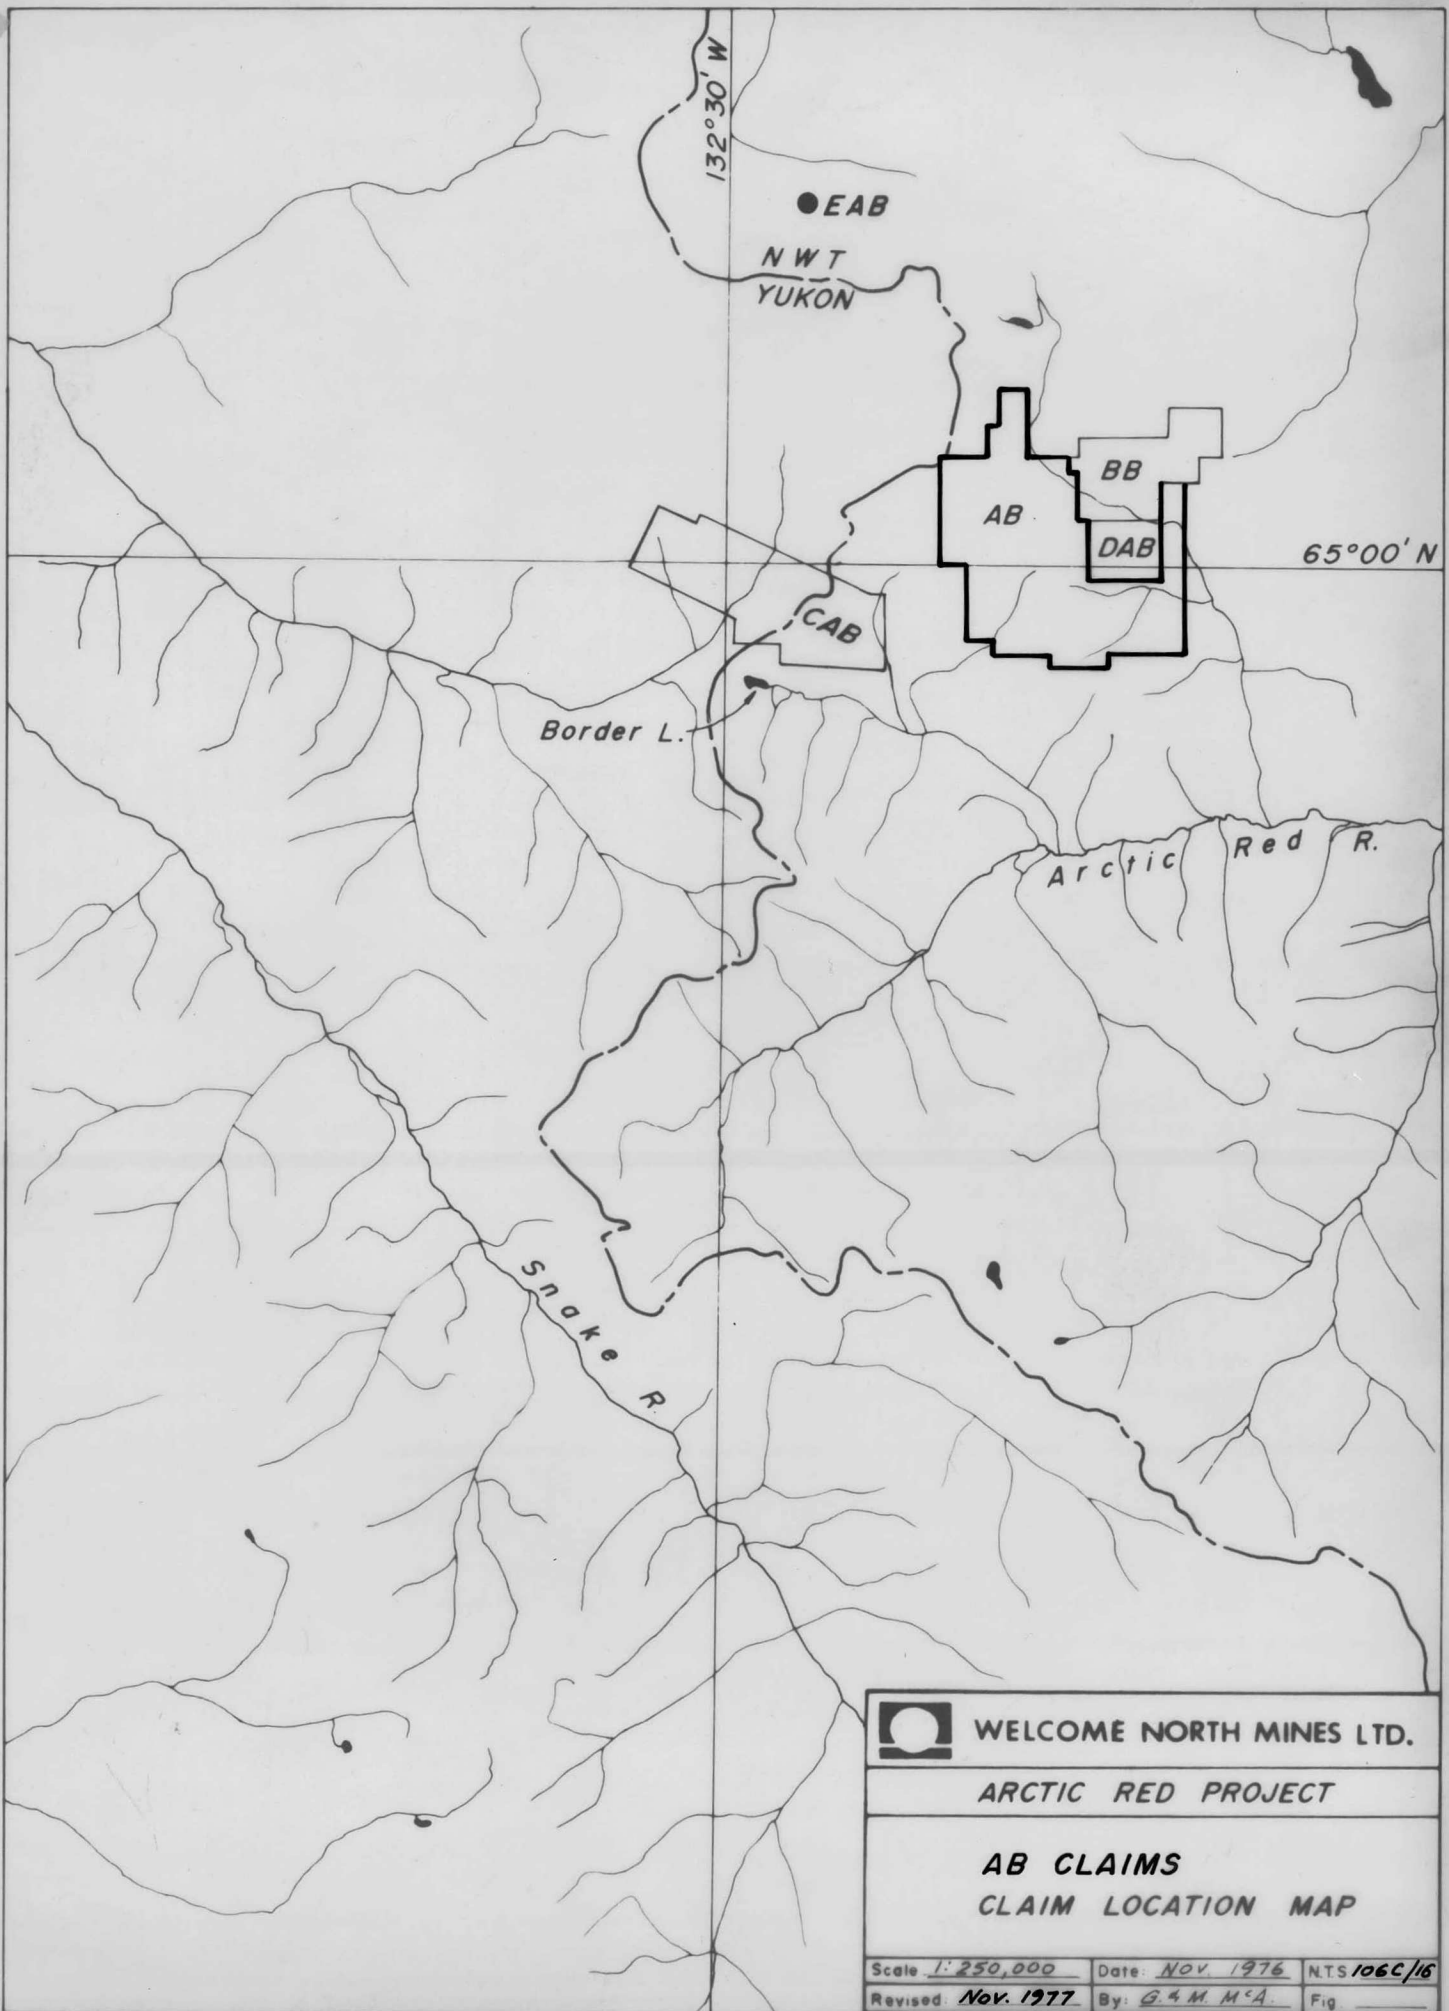 132°30' W
EAB
N W T
YUKON
BB
AB
DAB
65°00' N
CAB
Border L.
Arctic Red R.
Snake R.
WELCOME NORTH MINES LTD.
ARCTIC RED PROJECT
AB CLAIMS
CLAIM LOCATION MAP
Scale 1:250,000 Date: NOV. 1976 N.T.S 106C/16
Revised: Nov. 1977 By: G. & M. McA. Fig.